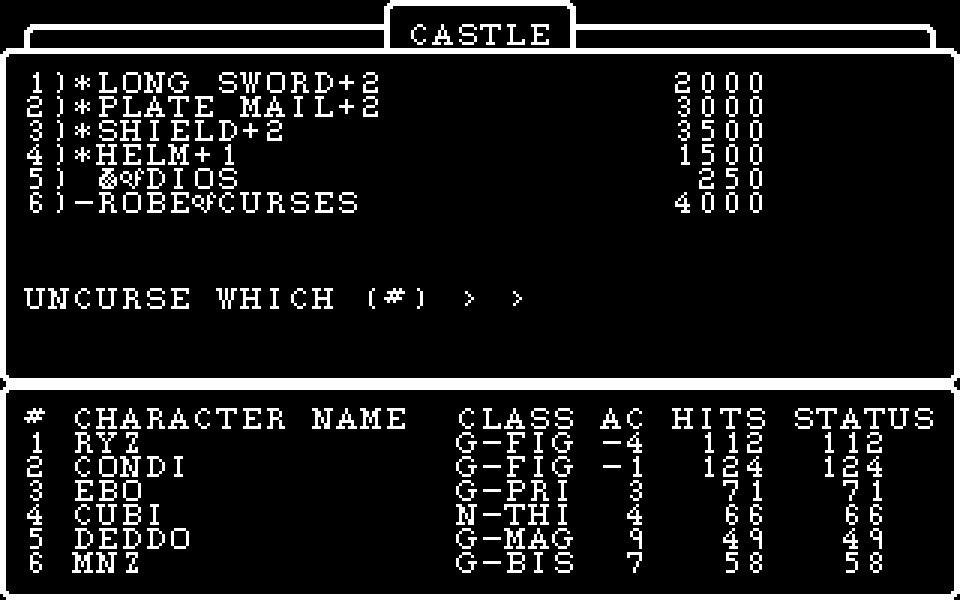 CASTLE
1)*LONG SWORD+2 2000
2)*PLATE MAIL+2 3000
3)*SHIELD+2 3500
4)*HELM+1 1500
5) of DIOS 250
6)-ROBE of CURSES 4000
UNCURSE WHICH (#) > >
# CHARACTER NAME CLASS AC HITS STATUS
1 RYZ G-FIG -4 112 112
2 CONDI G-FIG -1 124 124
3 EBO G-PRI 3 71 71
4 CUBI N-THI 4 66 66
5 DEDDO G-MAG 9 49 49
6 MNZ G-BIS 7 58 58